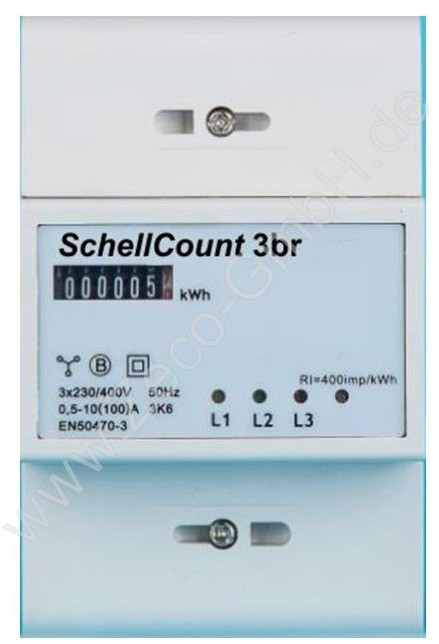 SchellCount 3br
000005
kWh
B
RI=400imp/kWh
3x230/400V 50Hz
0,5-10(100)A 3K6
EN50470-3
L1 L2 L3
www.zeco-GmbH.de